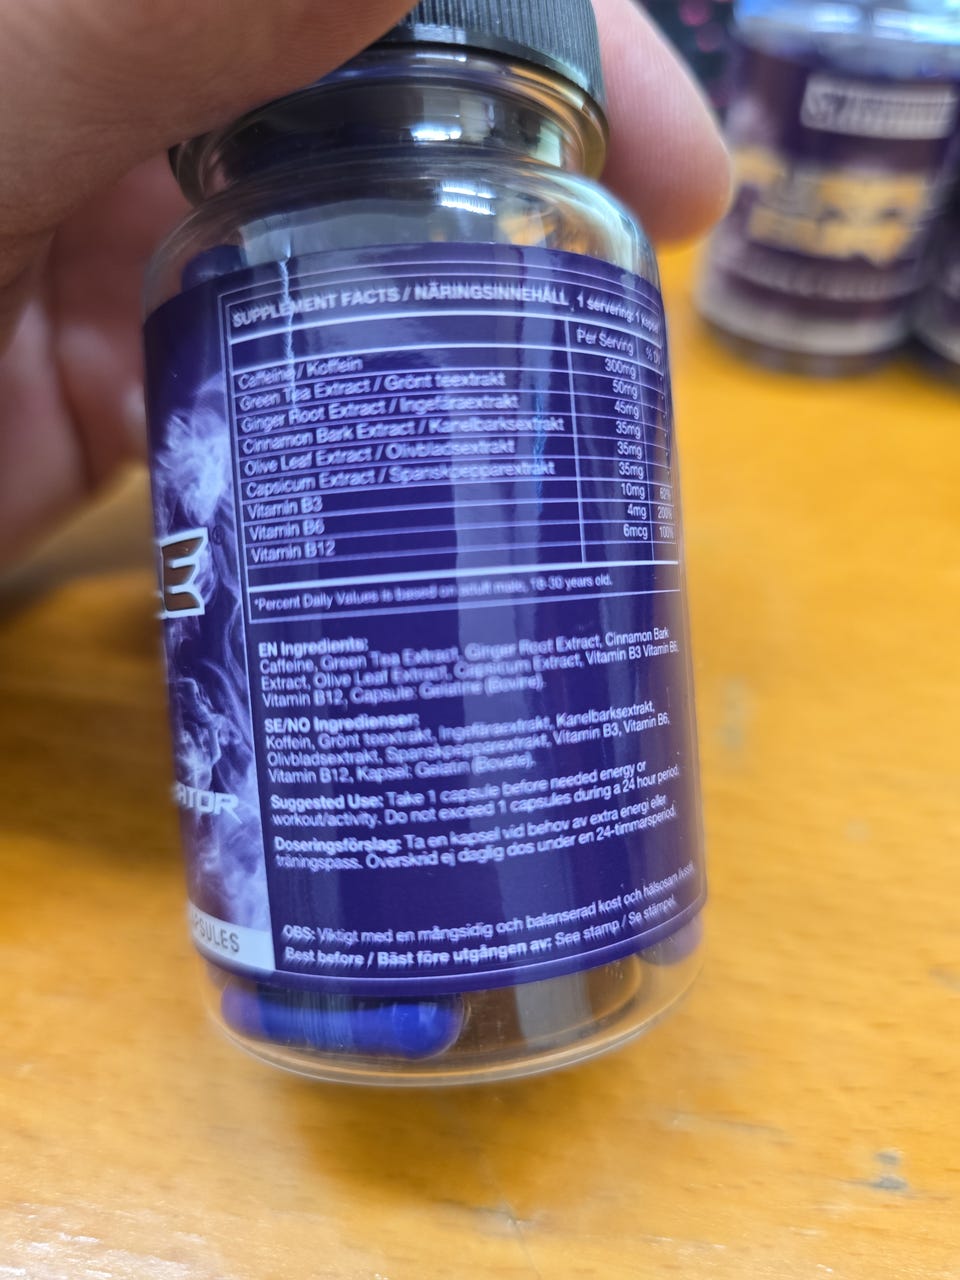 SUPPLEMENT FACTS / NÄRINGSINNEHÅLL, 1 servering: 1 kapsel
Per Serving % D
Caffeine / Koffein 300mg
Green Tea Extract / Grönt teextrakt 50mg
Ginger Root Extract / Ingefäraextrakt 45mg
Cinnamon Bark Extract / Kanelbarksextrakt 35mg
Olive Leaf Extract / Olivbladsextrakt 35mg
Capsicum Extract / Spanskpepparextrakt 35mg
Vitamin B3 10mg 62%
Vitamin B6 4mg 200%
Vitamin B12 6mcg 100%
*Percent Daily Values is based on adult male, 18-30 years old.
EN Ingredients:
Caffeine, Green Tea Extract, Ginger Root Extract, Cinnamon Bark
Extract, Olive Leaf Extract, Capsicum Extract, Vitamin B3 Vitamin B6,
Vitamin B12, Capsule: Gelatine (Bovine).
SE/NO Ingredienser:
Koffein, Grönt teextrakt, Ingefäraextrakt, Kanelbarksextrakt,
Olivbladsextrakt, Spanskpepparextrakt, Vitamin B3, Vitamin B6,
Vitamin B12, Kapsel: Gelatin (Bovete).
Suggested Use: Take 1 capsule before needed energy or
workout/activity. Do not exceed 1 capsules during a 24 hour period.
Doseringsförslag: Ta en kapsel vid behov av extra energi eller
träningspass. Överskrid ej daglig dos under en 24-timmarsperiod.
OBS: Viktigt med en mångsidig och balanserad kost och hälsosam livsstil
Best before / Bäst före utgången av: See stamp / Se stämpel.
E®
ATOR
APSULES